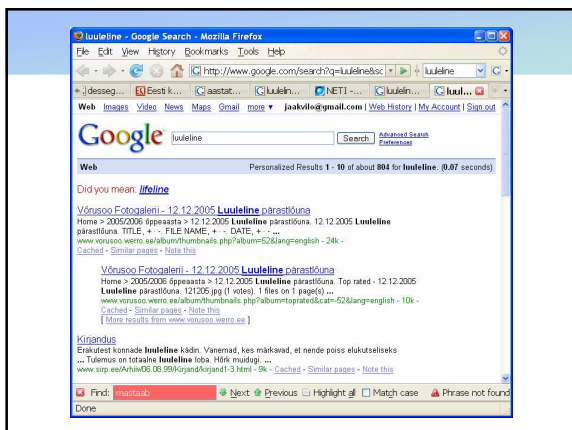 luuleline - Google Search - Mozilla Firefox
File Edit View History Bookmarks Tools Help
http://www.google.com/search?q=luuleline&sc luuleline
desseg... Eesti k... aastat... luulelin... NETI -... luulelin... luul...
Web Images Video News Maps Gmail more ▼ jaakvilo@gmail.com | Web History | My Account | Sign out
Google luuleline Search Advanced Search
Preferences
Web Personalized Results 1 - 10 of about 804 for luuleline. (0.07 seconds)
Did you mean: lifeline
Võrusoo Fotogalerii - 12.12.2005 Luuleline pärastlõuna
Home > 2005/2006 õppeaasta > 12.12.2005 Luuleline pärastlõuna. 12.12.2005 Luuleline
pärastlõuna. TITLE, + · -. FILE NAME, + · -. DATE, + · - ...
www.vorusoo.werro.ee/album/thumbnails.php?album=52&lang=english - 24k -
Cached - Similar pages - Note this
Võrusoo Fotogalerii - 12.12.2005 Luuleline pärastlõuna
Home > 2005/2006 õppeaasta > 12.12.2005 Luuleline pärastlõuna. Top rated - 12.12.2005
Luuleline pärastlõuna. 121205.jpg (1 votes). 1 files on 1 page(s) ...
www.vorusoo.werro.ee/album/thumbnails.php?album=toprated&cat=-52&lang=english - 10k -
Cached - Similar pages - Note this
[ More results from www.vorusoo.werro.ee ]
Kirjandus
Erakutest konnade luuleline kädin. Vanemad, kes märkavad, et nende poiss elukutseliseks
... Tulemus on totaalne luuleline loba. Hõrk muidugi. ...
www.sirp.ee/Arhiiv/06.08.99/Kirjand/kirjand1-3.html - 9k - Cached - Similar pages - Note this
Find: mastaab Next Previous Highlight all Match case Phrase not found
Done